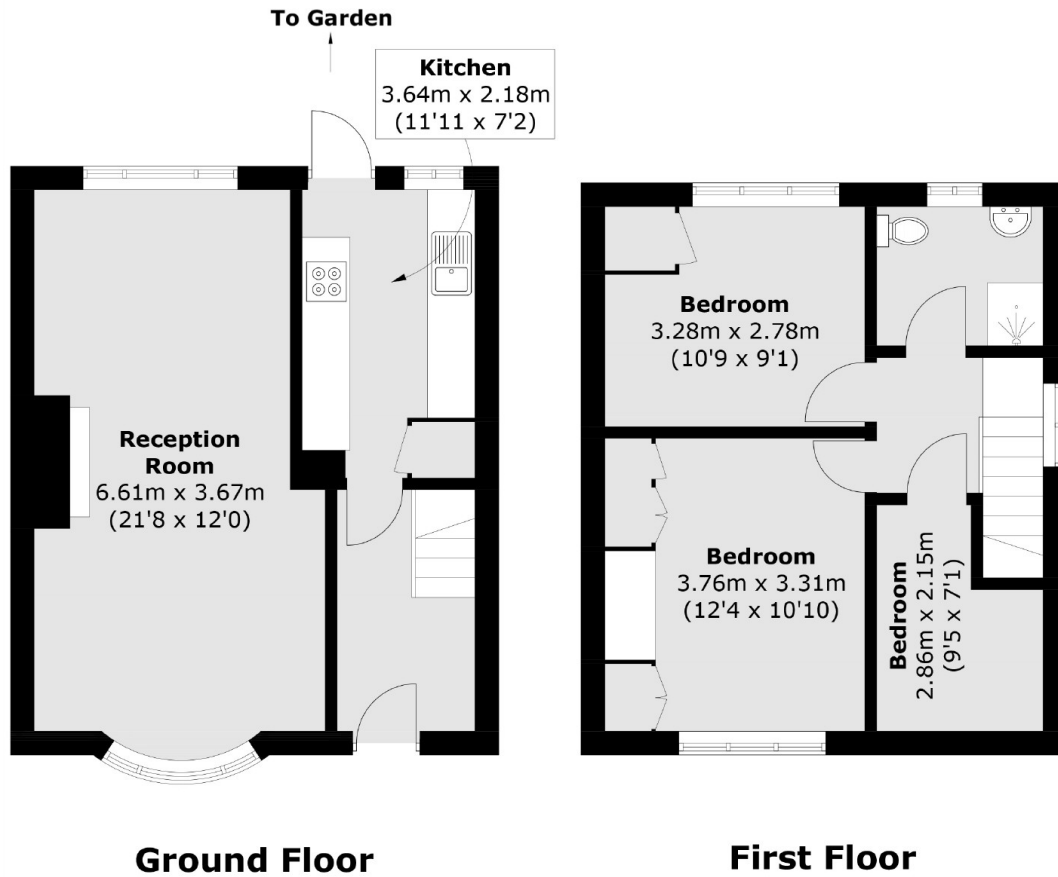 To Garden
Kitchen
3.64m x 2.18m
(11'11 x 7'2)
Reception
Room
6.61m x 3.67m
(21'8 x 12'0)
Bedroom
3.28m x 2.78m
(10'9 x 9'1)
Bedroom
3.76m x 3.31m
(12'4 x 10'10)
Bedroom
2.86m x 2.15m
(9'5 x 7'1)
Ground Floor
First Floor